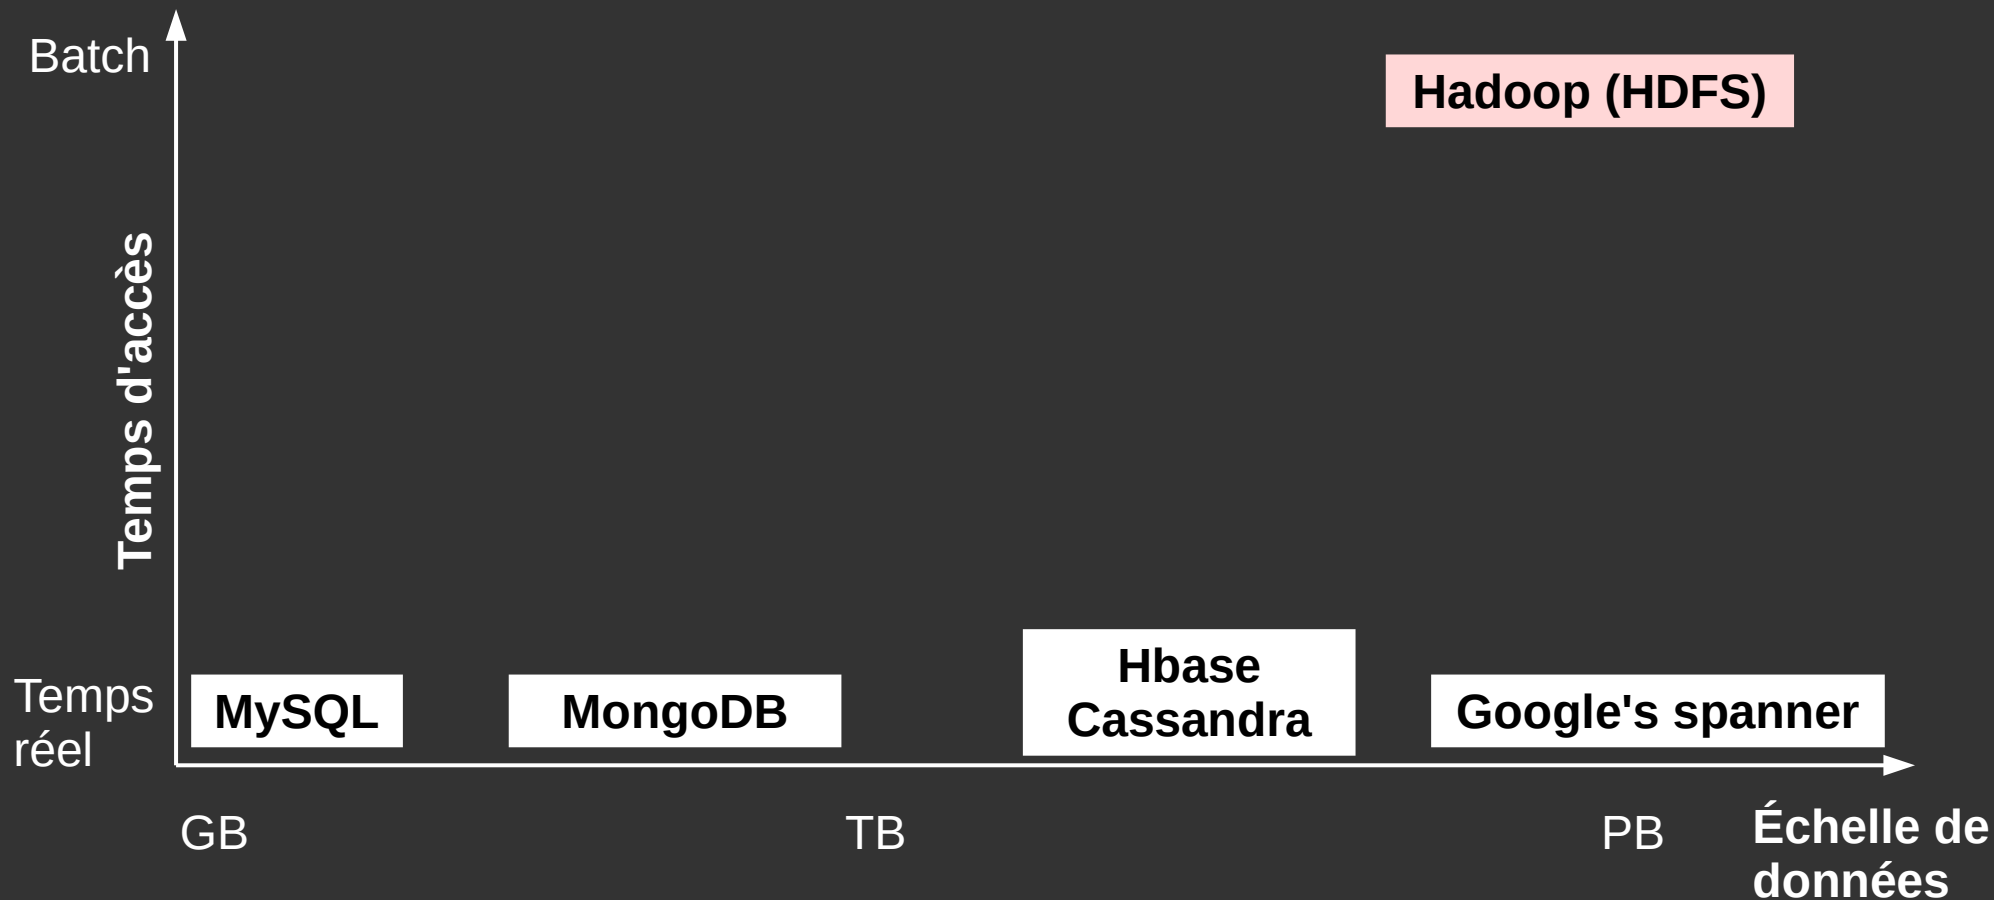 Batch
Hadoop (HDFS)
Temps d'accès
Temps
réel
MySQL
MongoDB
Hbase
Cassandra
Google's spanner
GB
TB
PB
Échelle de
données